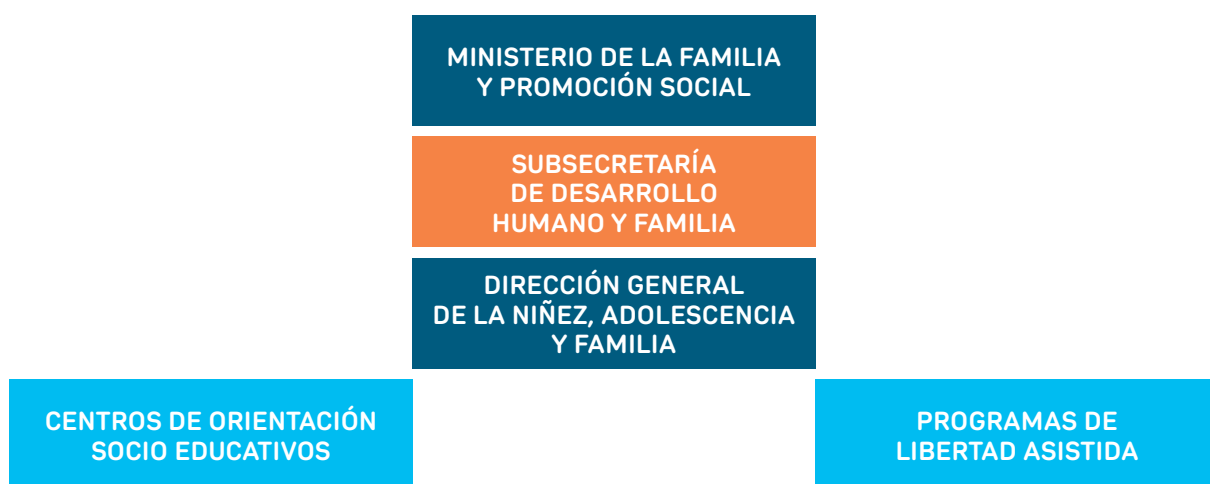 MINISTERIO DE LA FAMILIA
Y PROMOCIÓN SOCIAL
SUBSECRETARÍA
DE DESARROLLO
HUMANO Y FAMILIA
DIRECCIÓN GENERAL
DE LA NIÑEZ, ADOLESCENCIA
Y FAMILIA
CENTROS DE ORIENTACIÓN
SOCIO EDUCATIVOS
PROGRAMAS DE
LIBERTAD ASISTIDA